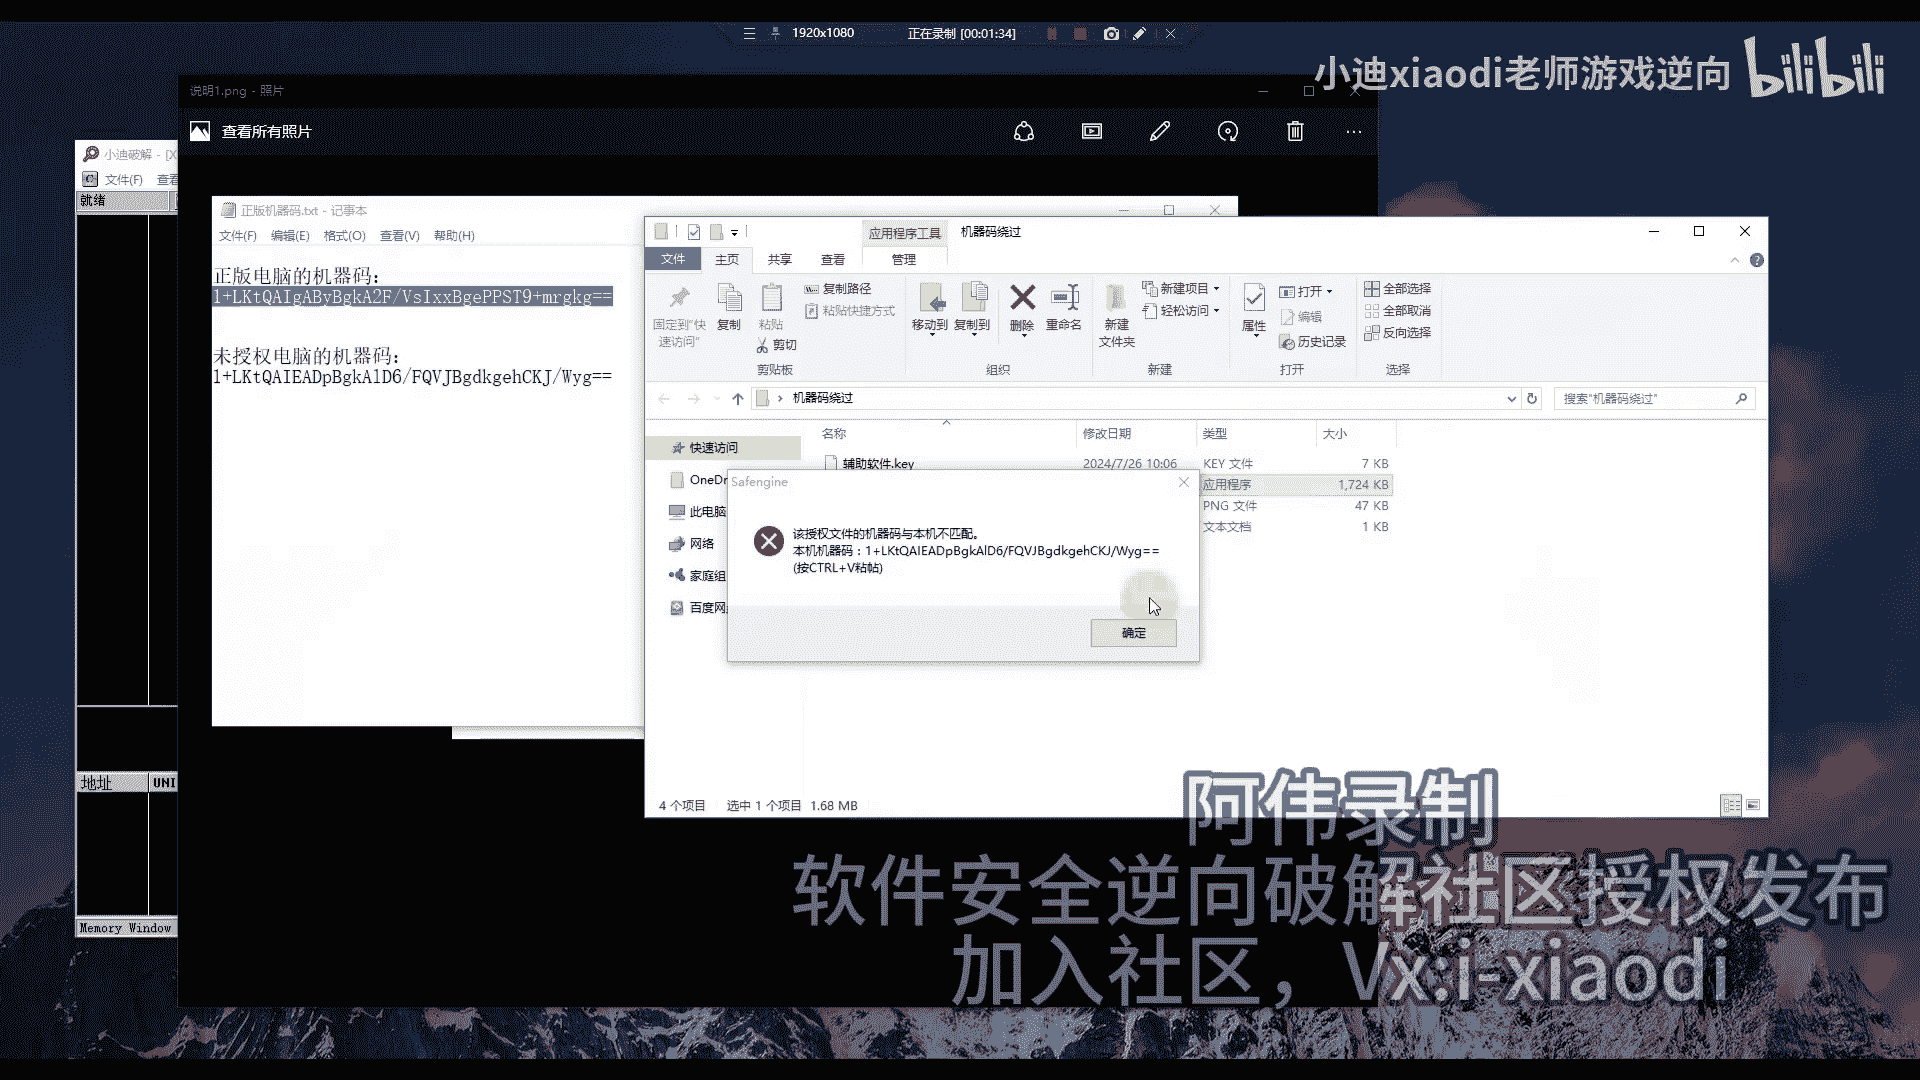 1920x1080
正在录制 [00:01:34]
小迪xiaodi老师游戏逆向
bilibili
说明1.png - 照片
查看所有照片
小迪破解 - [X
文件(F)
查看
就绪
正版机器码.txt - 记事本
文件(F) 编辑(E) 格式(O) 查看(V) 帮助(H)
正版电脑的机器码：
1+LKtQAIgAByBgkA2F/VsIxxBgePPST9+mrgkg==
未授权电脑的机器码：
1+LKtQAIEADpBgkAlD6/FQVJBgdkgehCKJ/Wyg==
应用程序工具
机器码绕过
文件 主页 共享 查看 管理
固定到"快
速访问"
复制
粘贴
复制路径
粘贴快捷方式
剪切
剪贴板
移动到 复制到 删除 重命名
组织
新建
文件夹
新建项目
轻松访问
新建
属性
打开
编辑
历史记录
打开
全部选择
全部取消
反向选择
选择
机器码绕过
搜索"机器码绕过"
名称 修改日期 类型 大小
快速访问
OneDr
此电脑
网络
家庭组
百度网
辅助软件.key 2024/7/26 10:06 KEY 文件 7 KB
应用程序 1,724 KB
PNG 文件 47 KB
文本文档 1 KB
Safengine
该授权文件的机器码与本机不匹配。
本机机器码：1+LKtQAIEADpBgkAlD6/FQVJBgdkgehCKJ/Wyg==
(按CTRL+V粘帖)
确定
4 个项目 选中 1 个项目 1.68 MB
地址 UNI
Memory Window
阿伟录制
软件安全逆向破解社区授权发布
加入社区，Vx:i-xiaodi